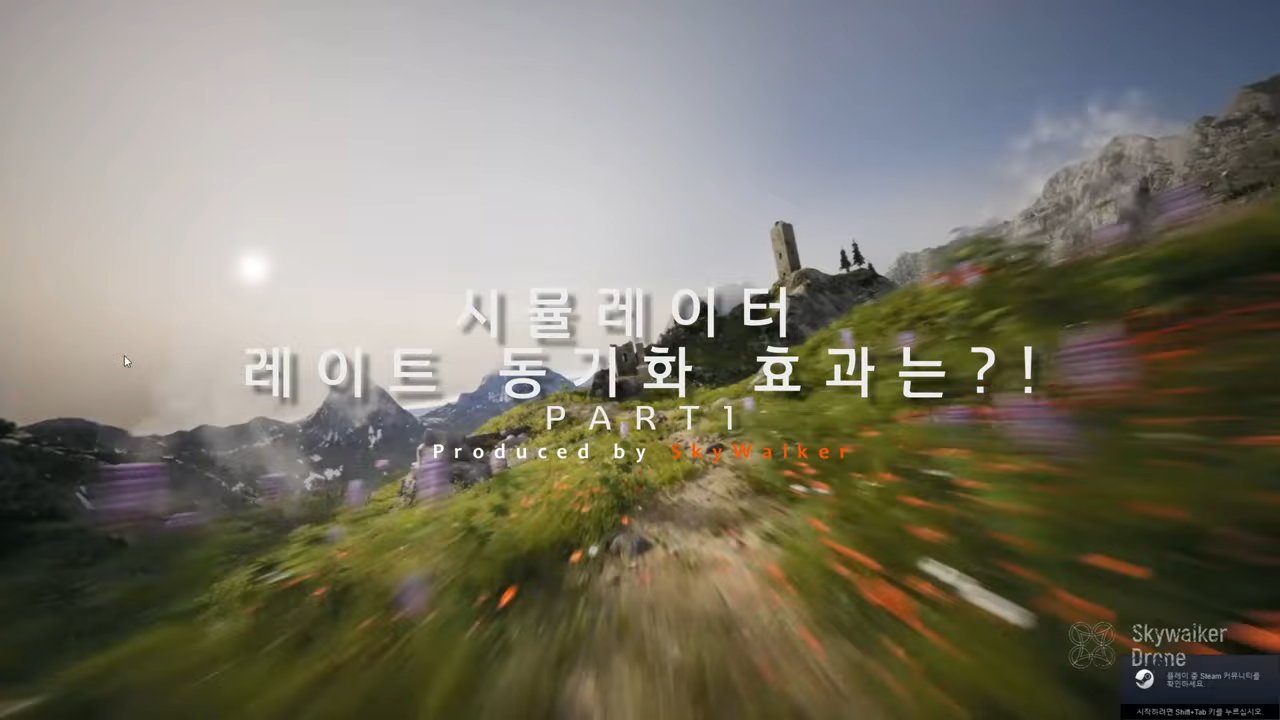 시뮬레이터
레이트 동기화 효과는?!
PART1
Produced by SkyWalker
Skywalker
Drone
플레이 중 Steam 커뮤니티를
확인하세요.
시작하려면 Shift+Tab 키를 누르십시오.